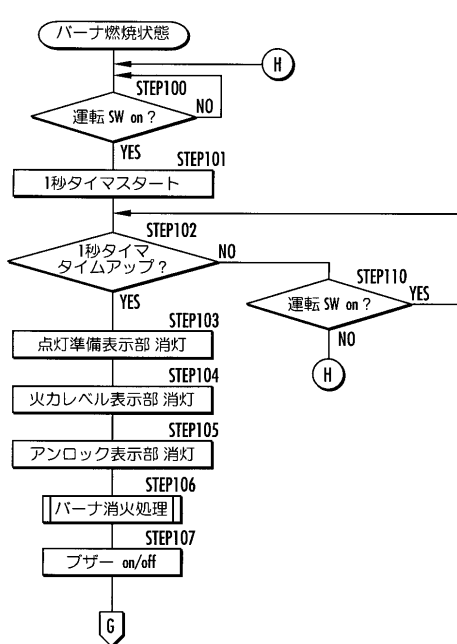 バーナ燃焼状態
H
STEP100
運転 SW on ?
NO
YES
STEP101
1秒タイマスタート
STEP102
1秒タイマ
タイムアップ?
NO
YES
STEP110
運転 SW on ?
YES
NO
H
STEP103
点灯準備表示部 消灯
STEP104
火力レベル表示部 消灯
STEP105
アンロック表示部 消灯
STEP106
バーナ消火処理
STEP107
ブザー on/off
G